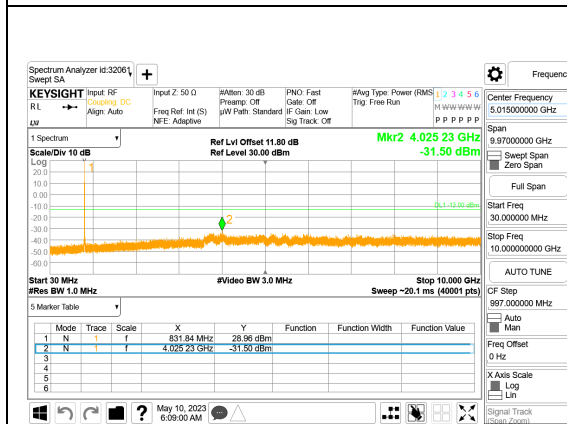 Spectrum Analyzer id:32061
Swept SA
+
Frequenc
KEYSIGHT
RL
Input: RF
Coupling: DC
Align: Auto
Input Z: 50 Ω
Freq Ref: Int (S)
NFE: Adaptive
#Atten: 30 dB
Preamp: Off
µW Path: Standard
PNO: Fast
Gate: Off
IF Gain: Low
Sig Track: Off
#Avg Type: Power (RMS
Trig: Free Run
1 2 3 4 5 6
M W W W W W
P P P P P P
1 Spectrum
Scale/Div 10 dB
Ref Lvl Offset 11.80 dB
Ref Level 30.00 dBm
Mkr2 4.025 23 GHz
-31.50 dBm
Log
20.0
10.0
0.00
-10.0
-20.0
-30.0
-40.0
-50.0
-60.0
1
2
DL1 -13.00 dBm
Start 30 MHz
#Res BW 1.0 MHz
#Video BW 3.0 MHz
Stop 10.000 GHz
Sweep ~20.1 ms (40001 pts)
5 Marker Table
Mode Trace Scale X Y Function Function Width Function Value
1 N 1 f 831.84 MHz 28.96 dBm
2 N 1 f 4.025 23 GHz -31.50 dBm
3
4
5
6
?
May 10, 2023
6:09:00 AM
Center Frequency
5.015000000 GHz
Span
9.97000000 GHz
Swept Span
Zero Span
Full Span
Start Freq
30.000000 MHz
Stop Freq
10.000000000 GHz
AUTO TUNE
CF Step
997.000000 MHz
Auto
Man
Freq Offset
0 Hz
X Axis Scale
Log
Lin
Signal Track
(Span Zoom)